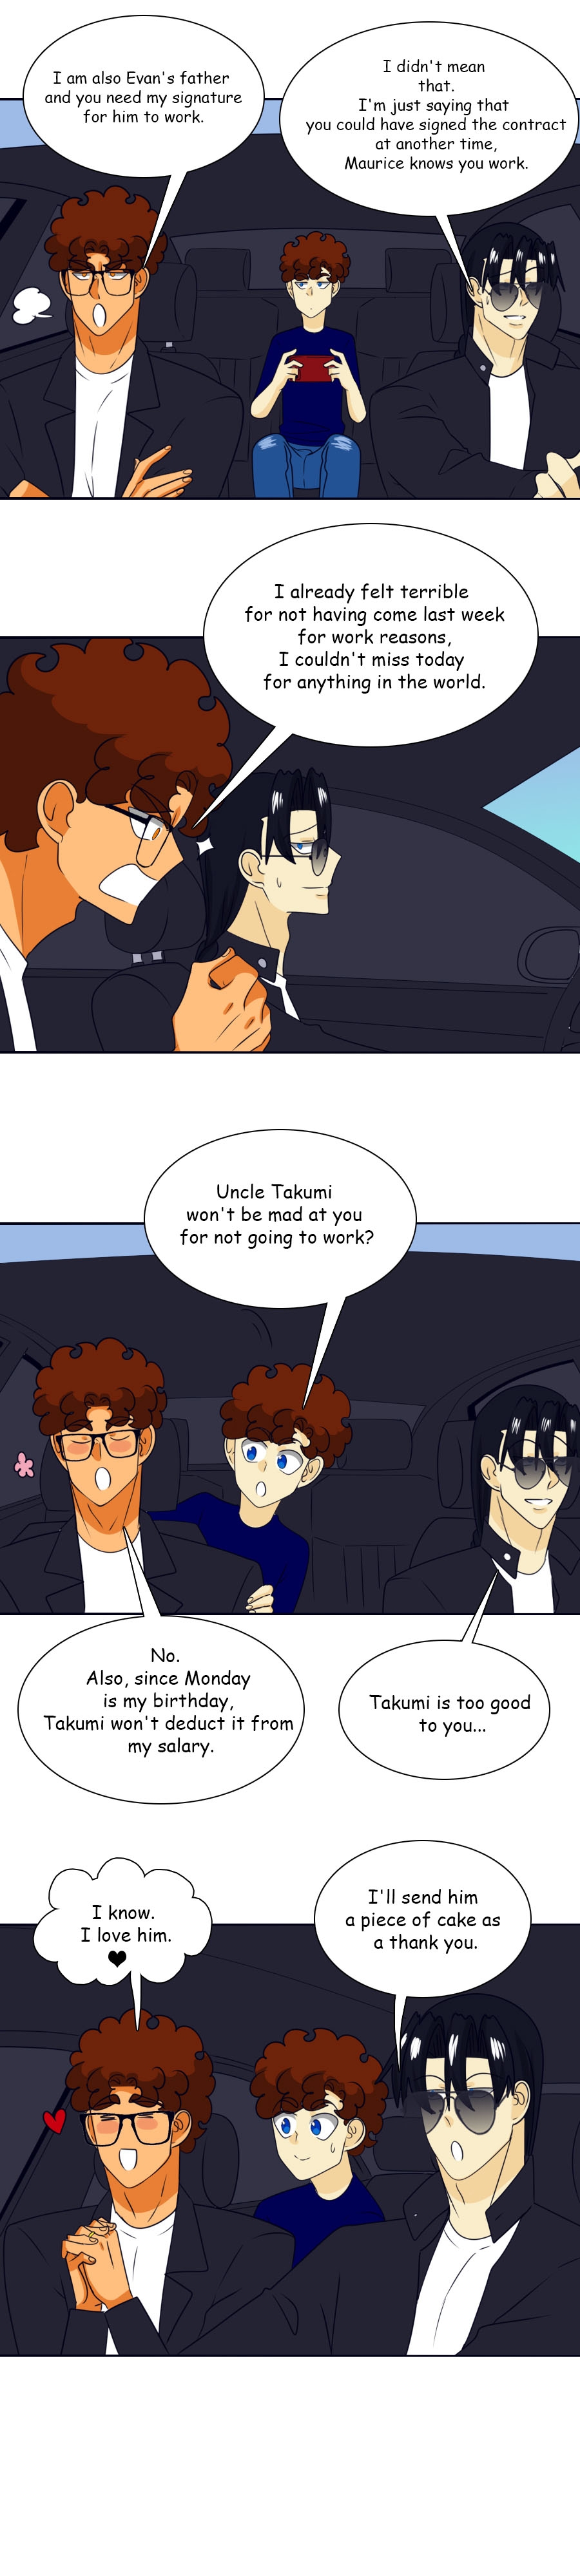 I am also Evan's father
and you need my signature
for him to work.
I didn't mean
that.
I'm just saying that
you could have signed the contract
at another time,
Maurice knows you work.
I already felt terrible
for not having come last week
for work reasons,
I couldn't miss today
for anything in the world.
Uncle Takumi
won't be mad at you
for not going to work?
No.
Also, since Monday
is my birthday,
Takumi won't deduct it from
my salary.
Takumi is too good
to you...
I know.
I love him.
❤
I'll send him
a piece of cake as
a thank you.